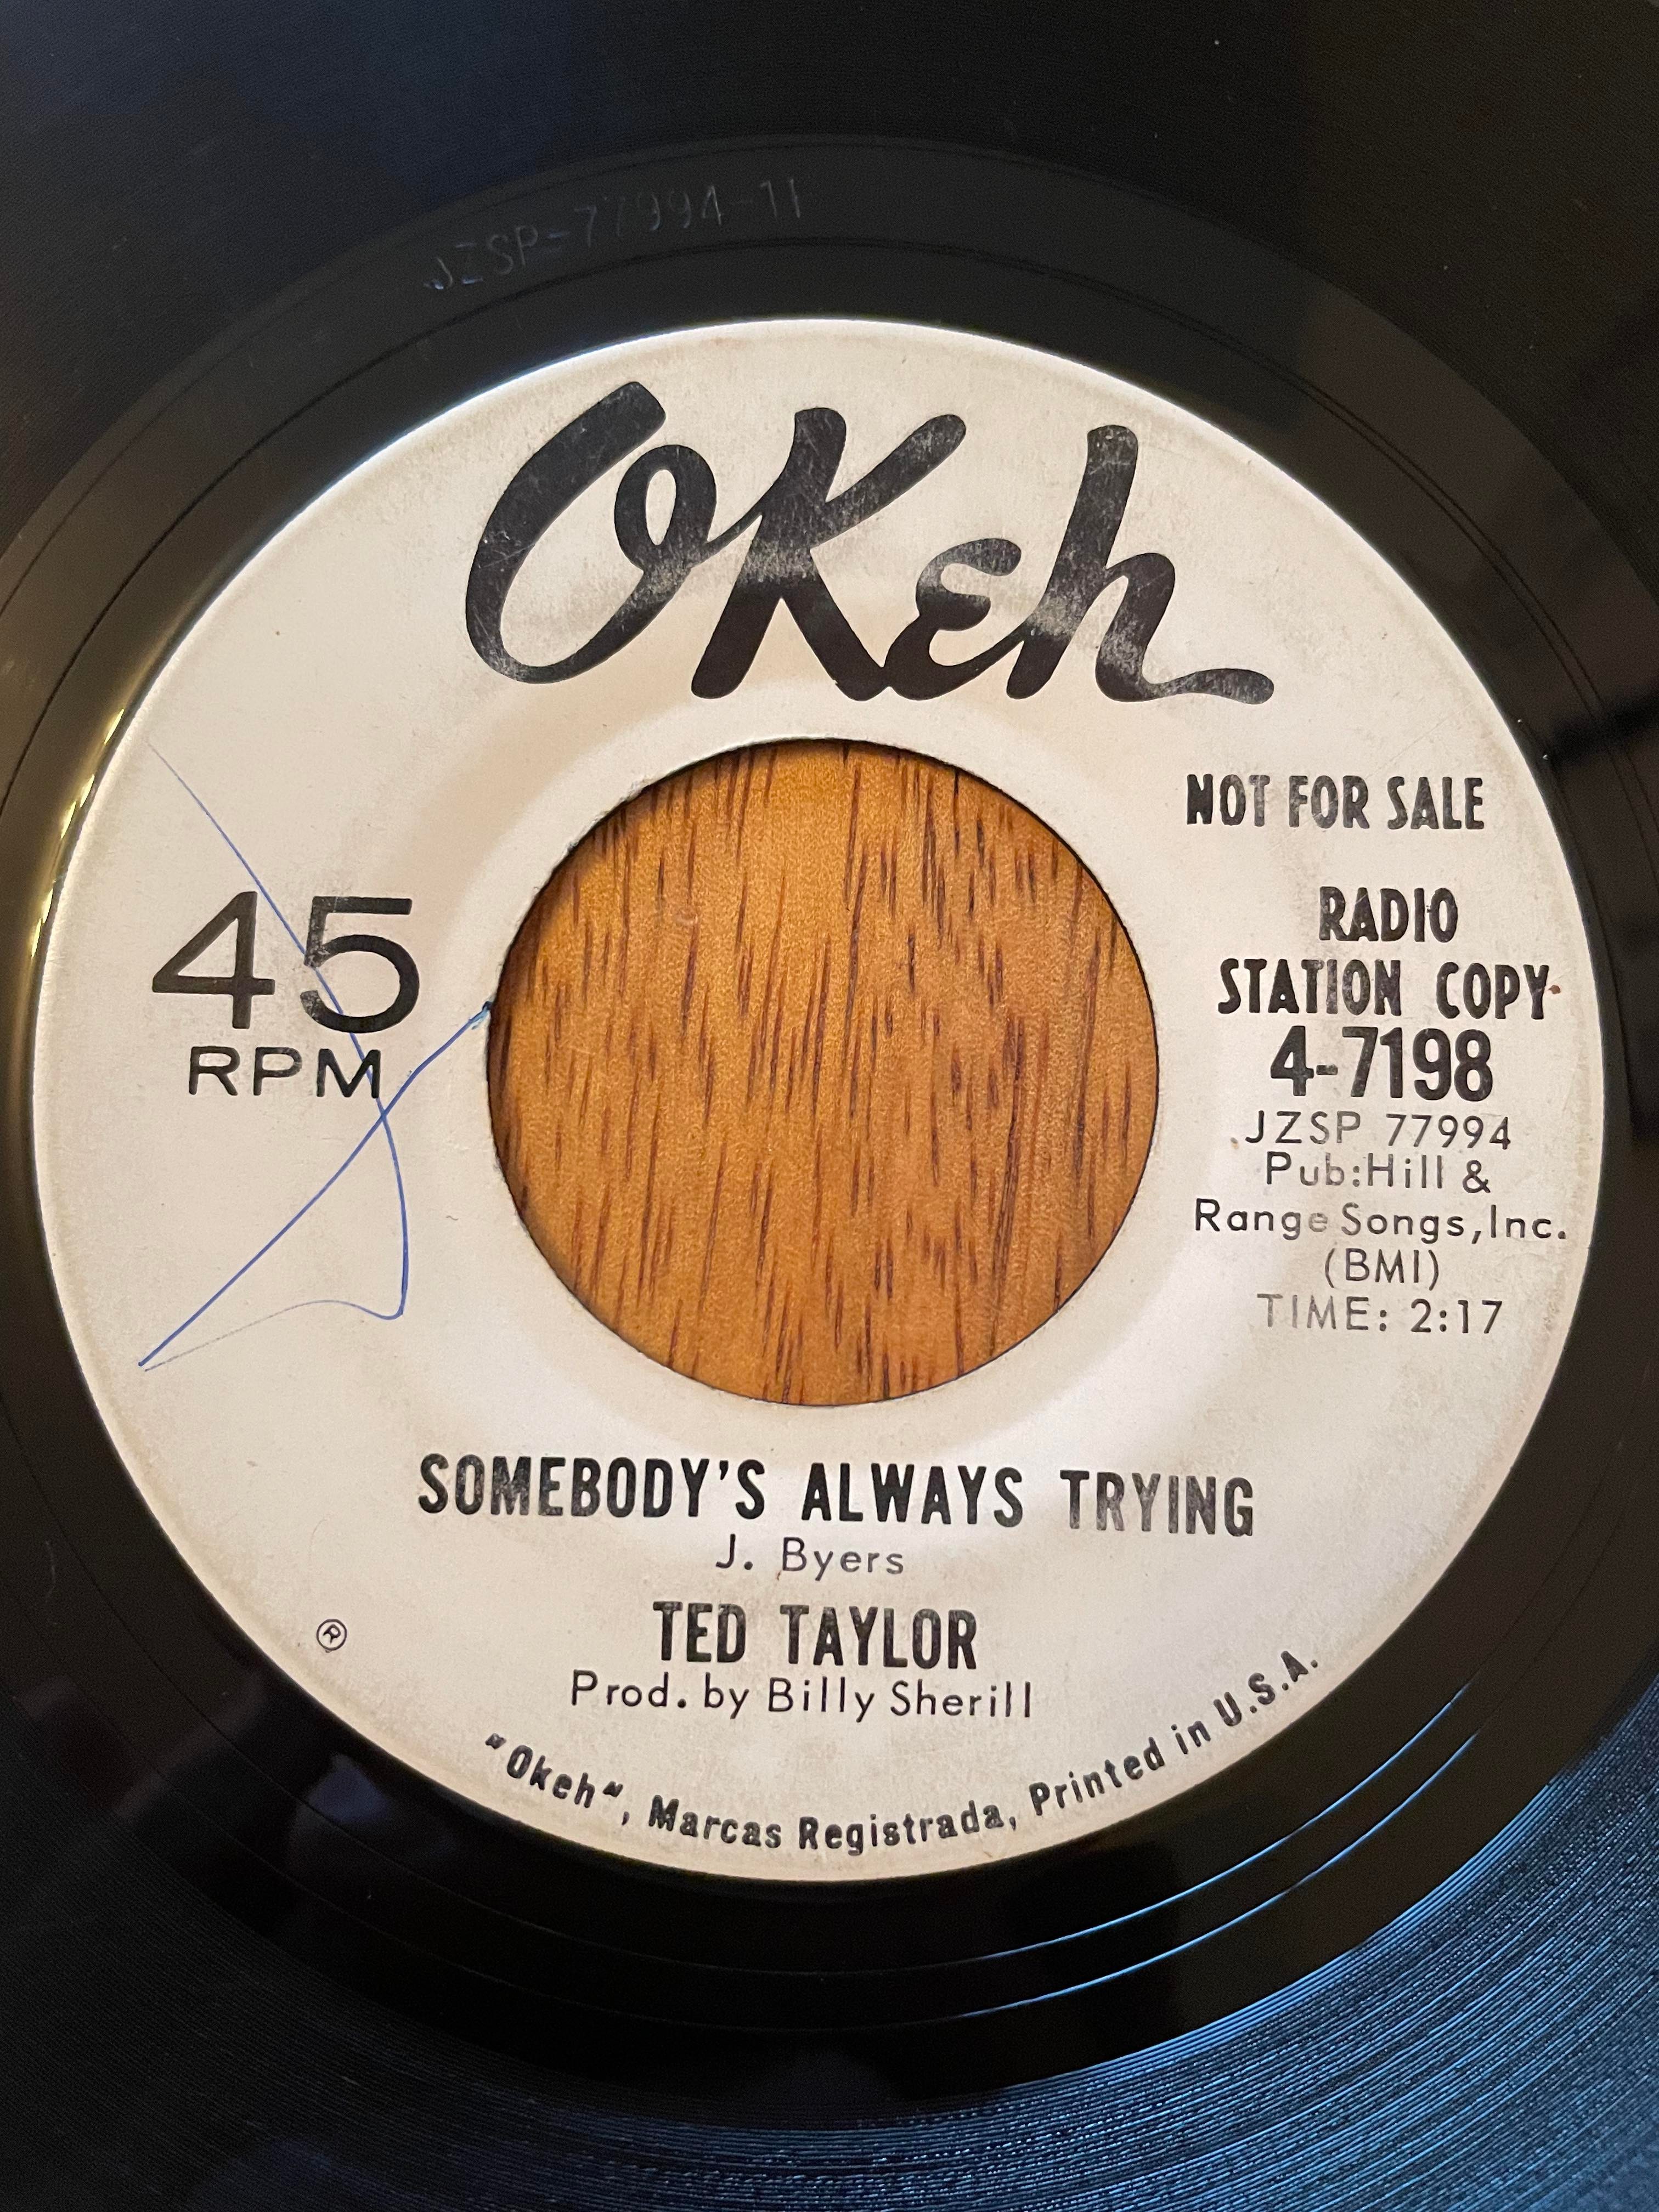 JZSP-77994-1I
OKeh
NOT FOR SALE
RADIO
STATION COPY
45
RPM
4-7198
JZSP 77994
Pub:Hill &
Range Songs,Inc.
(BMI)
TIME: 2:17
SOMEBODY'S ALWAYS TRYING
J. Byers
TED TAYLOR
Prod. by Billy Sherill
®
"Okeh", Marcas Registrada, Printed in U.S.A.